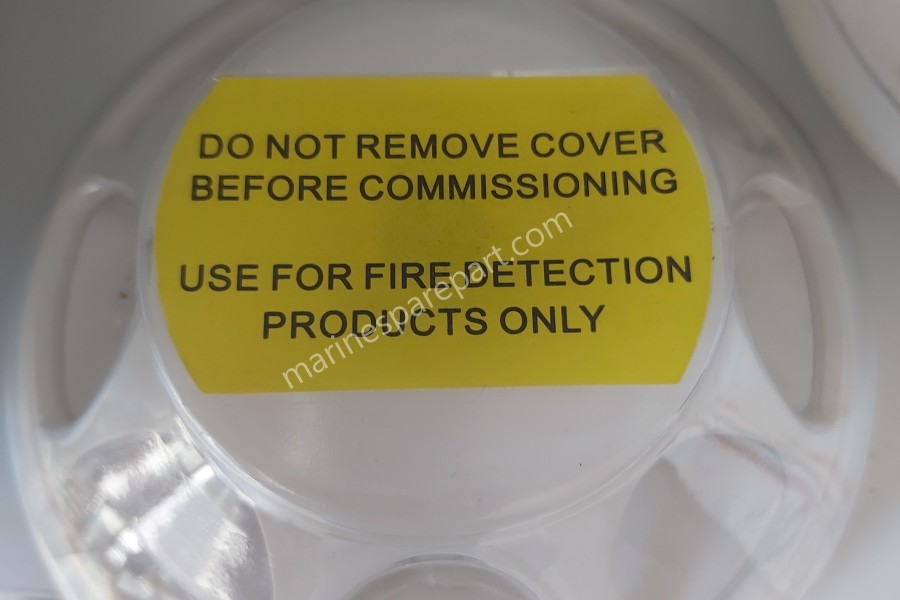 DO NOT REMOVE COVER
BEFORE COMMISSIONING
USE FOR FIRE DETECTION
PRODUCTS ONLY
marinesparepart.com